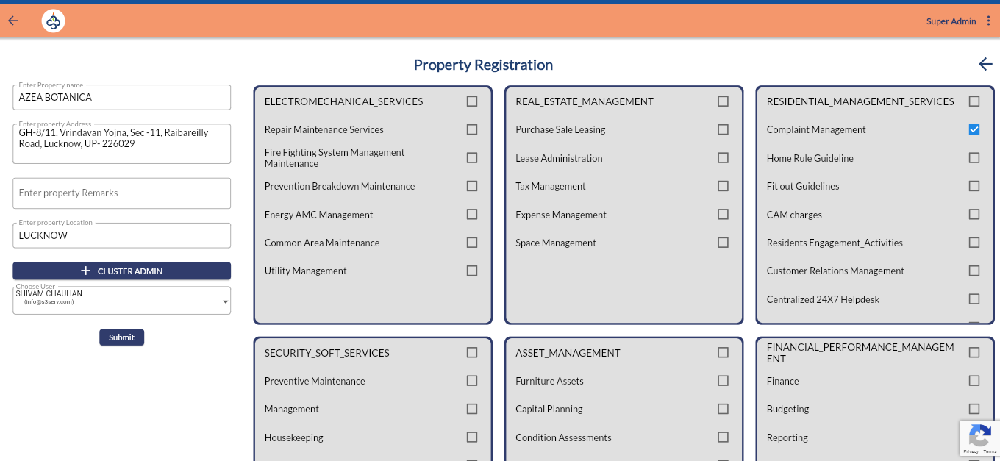 Super Admin
Property Registration
Enter Property name
AZEA BOTANICA
Enter property Address
GH-8/11, Vrindavan Yojna, Sec -11, Raibareilly
Road, Lucknow, UP- 226029
Enter property Remarks
Enter property Location
LUCKNOW
CLUSTER ADMIN
Choose User
SHIVAM CHAUHAN
(info@s3serv.com)
Submit
ELECTROMECHANICAL_SERVICES
Repair Maintenance Services
Fire Fighting System Management
Maintenance
Prevention Breakdown Maintenance
Energy AMC Management
Common Area Maintenance
Utility Management
REAL_ESTATE_MANAGEMENT
Purchase Sale Leasing
Lease Administration
Tax Management
Expense Management
Space Management
RESIDENTIAL_MANAGEMENT_SERVICES
Complaint Management
Home Rule Guideline
Fit out Guidelines
CAM charges
Residents Engagement_Activities
Customer Relations Management
Centralized 24X7 Helpdesk
SECURITY_SOFT_SERVICES
Preventive Maintenance
Management
Housekeeping
ASSET_MANAGEMENT
Furniture Assets
Capital Planning
Condition Assessments
FINANCIAL_PERFORMANCE_MANAGEM
ENT
Finance
Budgeting
Reporting
Privacy - Terms